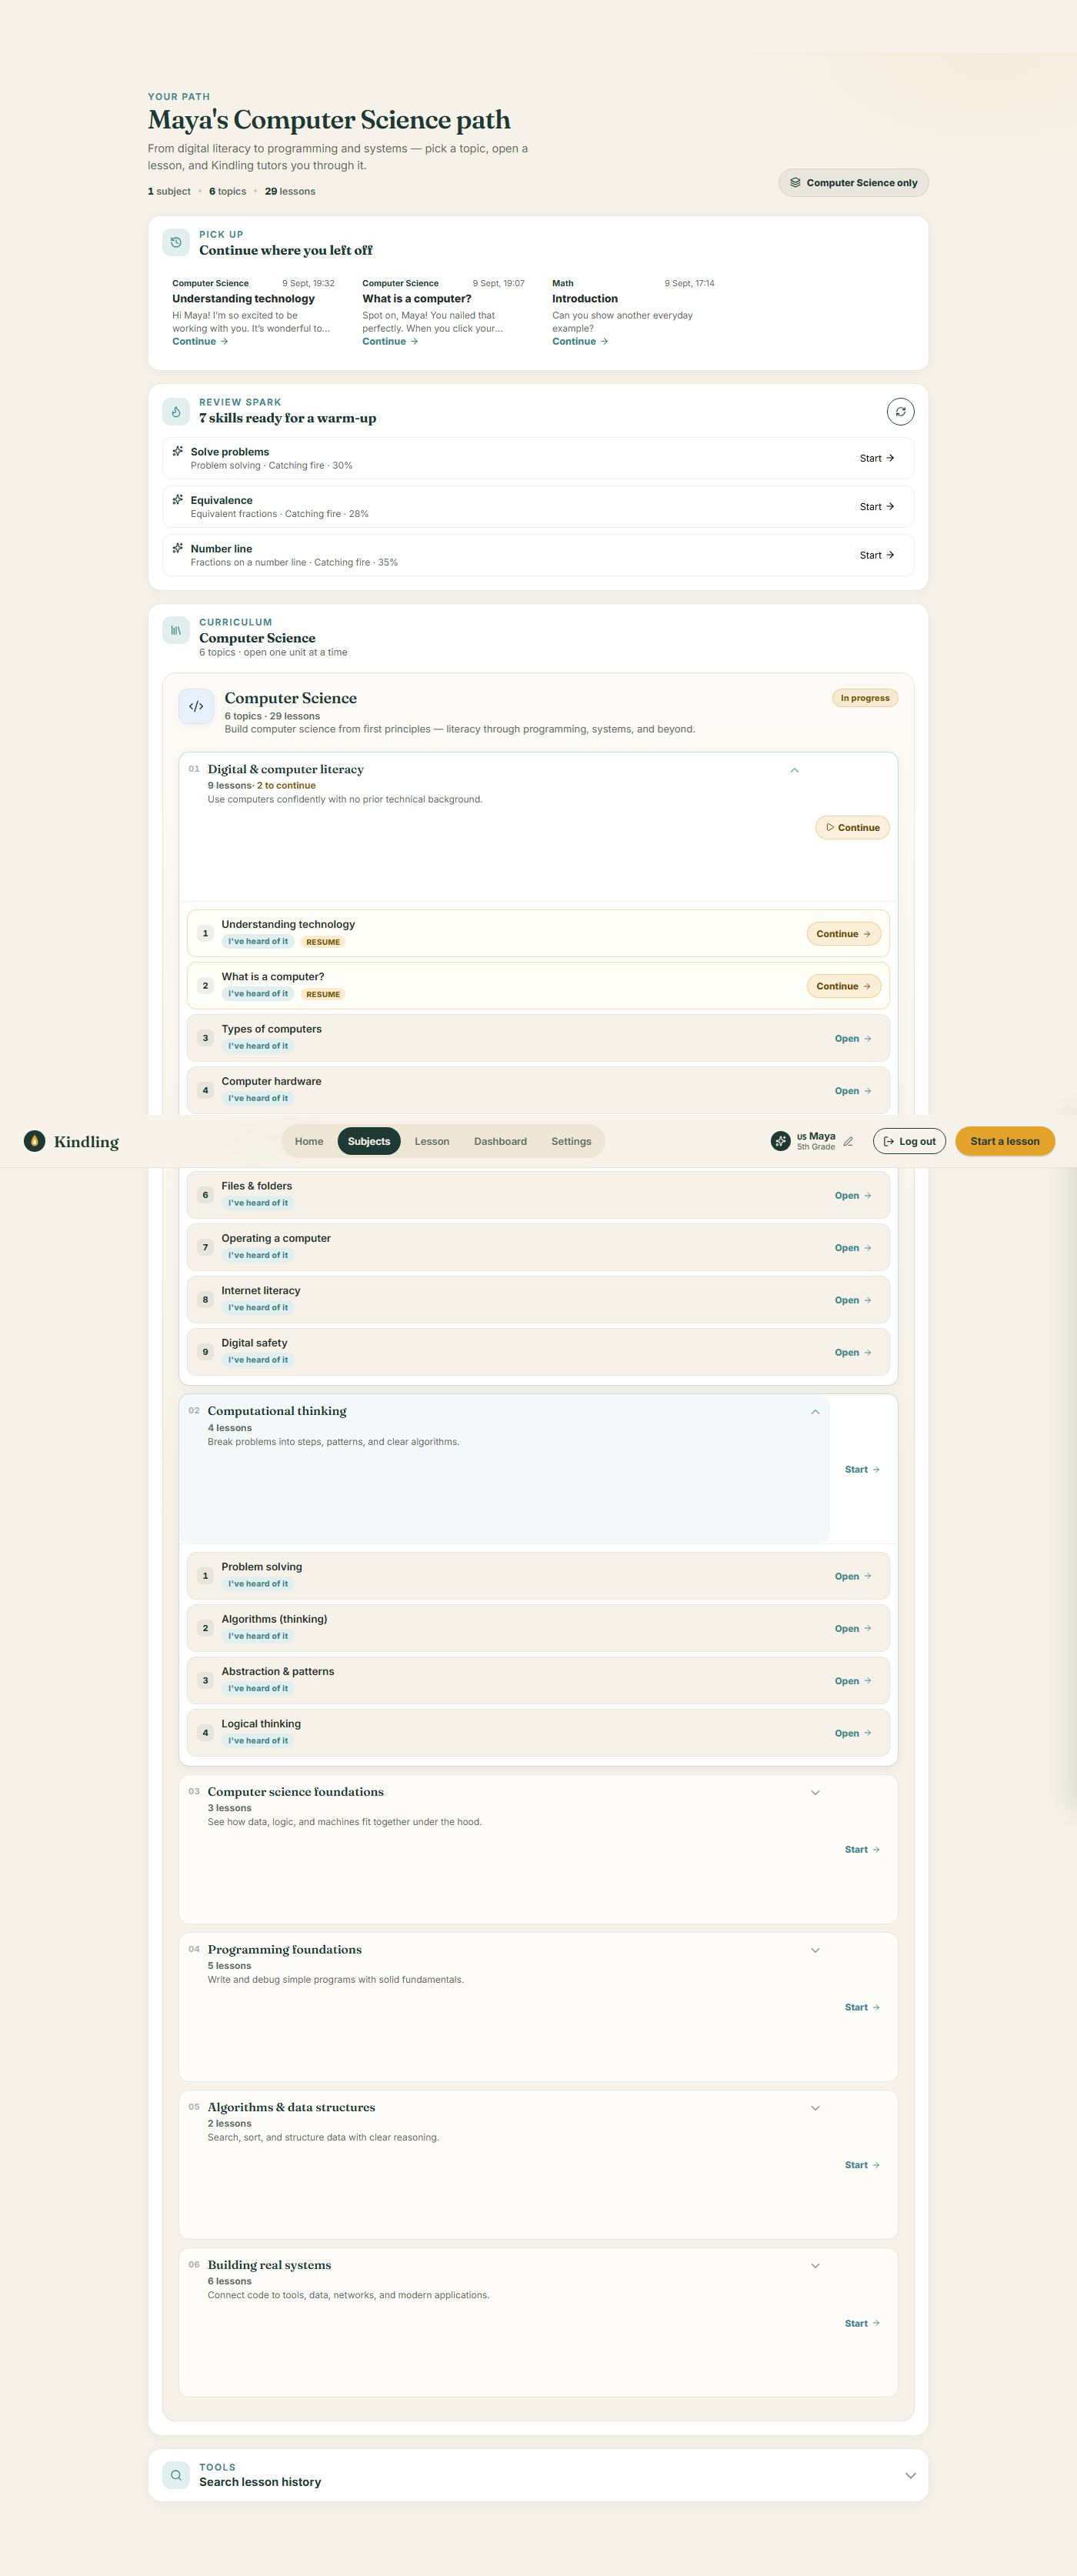 YOUR PATH
Maya's Computer Science path
From digital literacy to programming and systems — pick a topic, open a
lesson, and Kindling tutors you through it.
1 subject • 6 topics • 29 lessons
Computer Science only
PICK UP
Continue where you left off
Computer Science 9 Sept, 19:32
Understanding technology
Hi Maya! I'm so excited to be
working with you. It's wonderful to...
Continue →
Computer Science 9 Sept, 19:07
What is a computer?
Spot on, Maya! You nailed that
perfectly. When you click your...
Continue →
Math 9 Sept, 17:14
Introduction
Can you show another everyday
example?
Continue →
REVIEW SPARK
7 skills ready for a warm-up
Solve problems
Problem solving · Catching fire · 30%
Start →
Equivalence
Equivalent fractions · Catching fire · 28%
Start →
Number line
Fractions on a number line · Catching fire · 35%
Start →
CURRICULUM
Computer Science
6 topics · open one unit at a time
Computer Science
In progress
6 topics · 29 lessons
Build computer science from first principles — literacy through programming, systems, and beyond.
01 Digital & computer literacy
9 lessons· 2 to continue
Use computers confidently with no prior technical background.
Continue
1 Understanding technology
I've heard of it RESUME
Continue →
2 What is a computer?
I've heard of it RESUME
Continue →
3 Types of computers
I've heard of it
Open →
4 Computer hardware
I've heard of it
Open →
Kindling
Home Subjects Lesson Dashboard Settings
US Maya
5th Grade
Log out
Start a lesson
6 Files & folders
I've heard of it
Open →
7 Operating a computer
I've heard of it
Open →
8 Internet literacy
I've heard of it
Open →
9 Digital safety
I've heard of it
Open →
02 Computational thinking
4 lessons
Break problems into steps, patterns, and clear algorithms.
Start →
1 Problem solving
I've heard of it
Open →
2 Algorithms (thinking)
I've heard of it
Open →
3 Abstraction & patterns
I've heard of it
Open →
4 Logical thinking
I've heard of it
Open →
03 Computer science foundations
3 lessons
See how data, logic, and machines fit together under the hood.
Start →
04 Programming foundations
5 lessons
Write and debug simple programs with solid fundamentals.
Start →
05 Algorithms & data structures
2 lessons
Search, sort, and structure data with clear reasoning.
Start →
06 Building real systems
6 lessons
Connect code to tools, data, networks, and modern applications.
Start →
TOOLS
Search lesson history